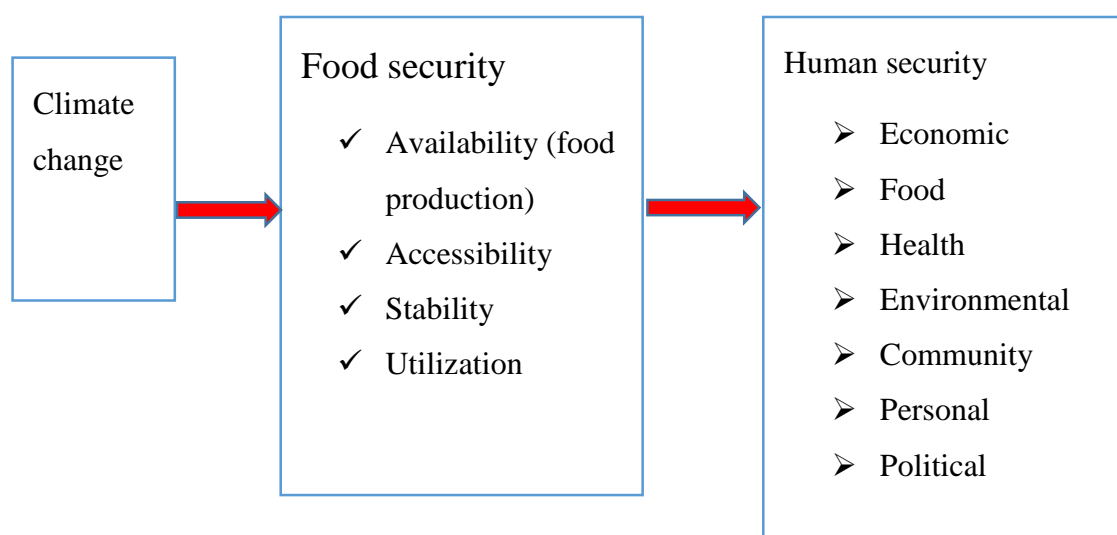 Climate
change
Food security
✓ Availability (food
production)
✓ Accessibility
✓ Stability
✓ Utilization
Human security
➢ Economic
➢ Food
➢ Health
➢ Environmental
➢ Community
➢ Personal
➢ Political